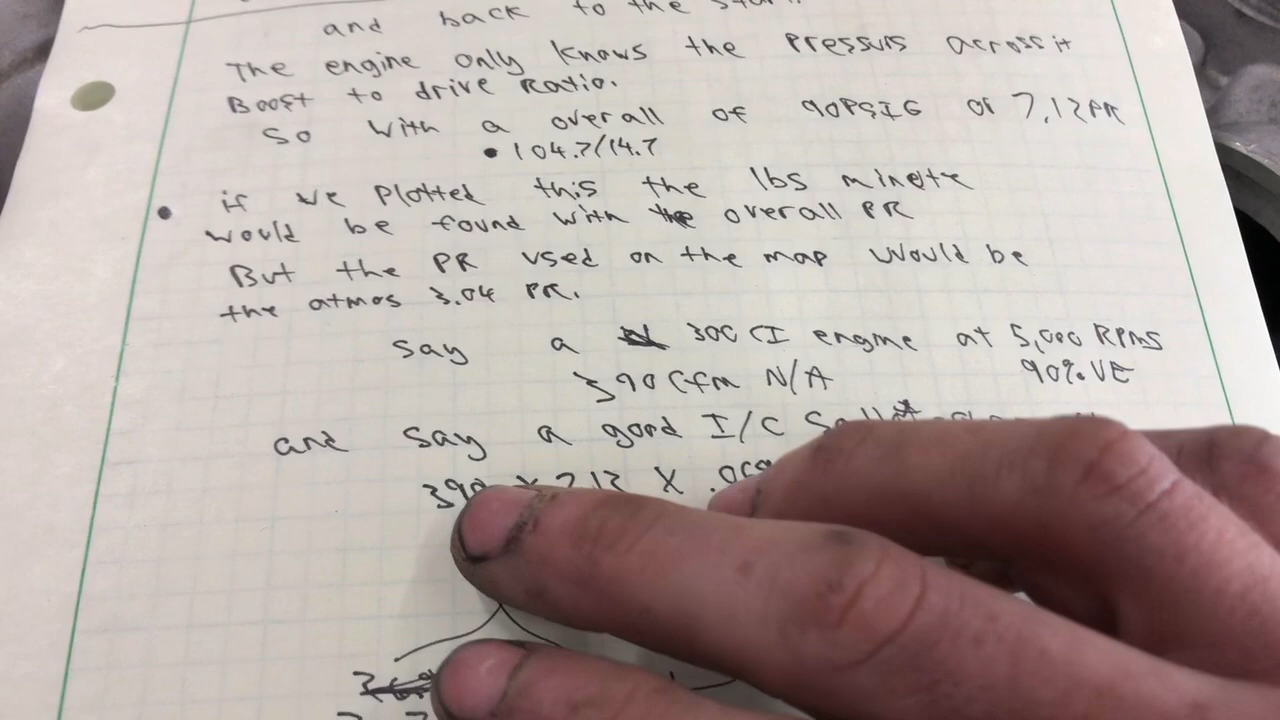 and back to the
The engine only knows the pressurs across it
Boost to drive Ratio.
So with a overall of 90PSIG or 7.12PR
• 104.7/14.7
• if we Plotted this the lbs minute
would be found with the overall PR
But the PR used on the map would be
the atmos 3.04 PR.
say a 300 CI engine at 5,000 RPMS
390 Cfm N/A 90% VE
and say a good I/C
390 x 7.12 X